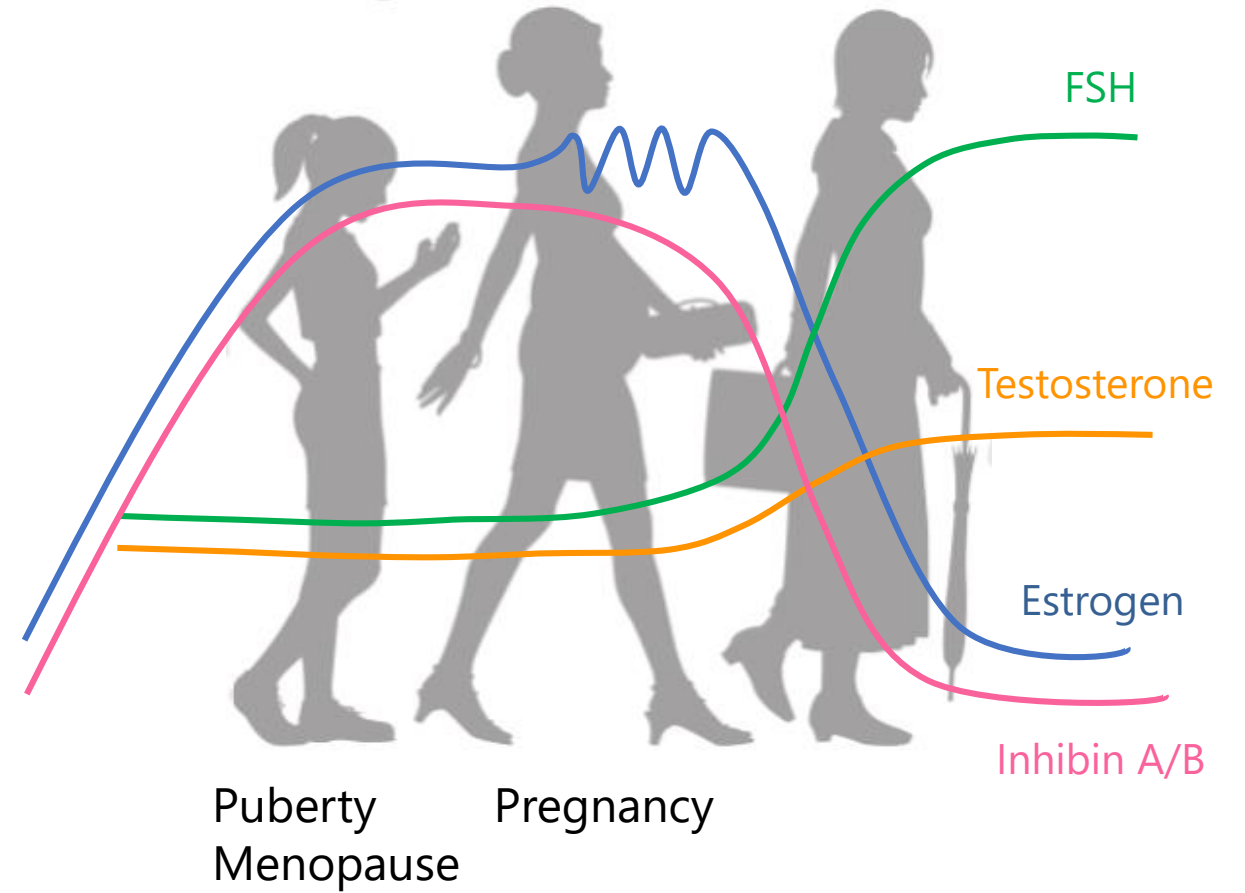 FSH
Testosterone
Estrogen
Inhibin A/B
Puberty Pregnancy
Menopause